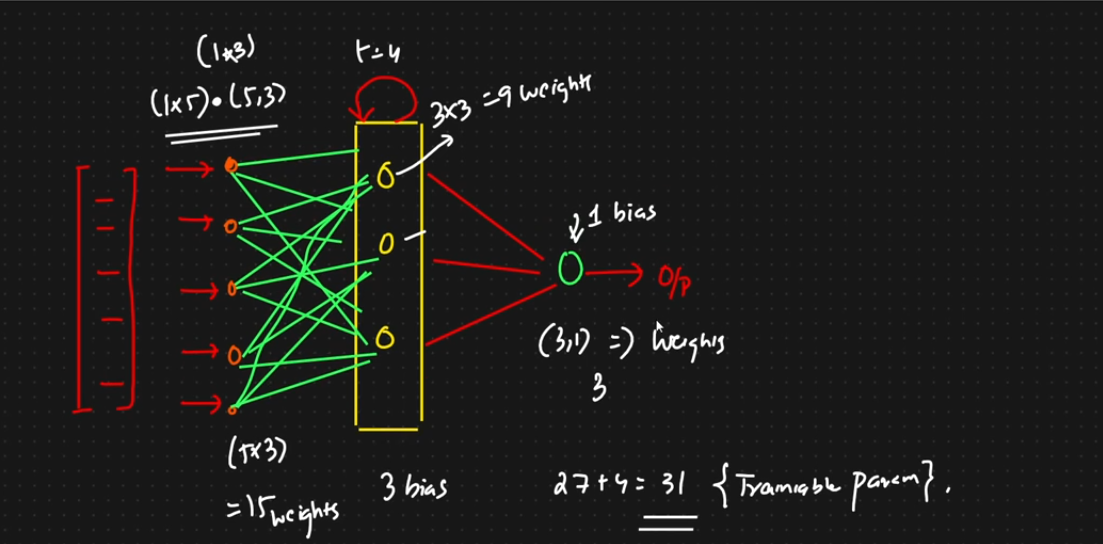 (1×3)
(1×5)•(5,3)
t=4
3×3 =9 weights
1 bias
O/P
(3,1) => weights
3
(5×3)
=15 weights
3 bias
27+4= 31 {Trainable param}.